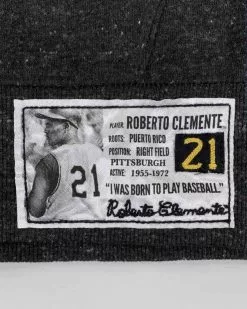 PLAYER: ROBERTO CLEMENTE
ROOTS: PUERTO RICO
POSITION: RIGHT FIELD
PITTSBURGH
ACTIVE: 1955-1972
21
21
"I WAS BORN TO PLAY BASEBALL."
Roberto Clemente